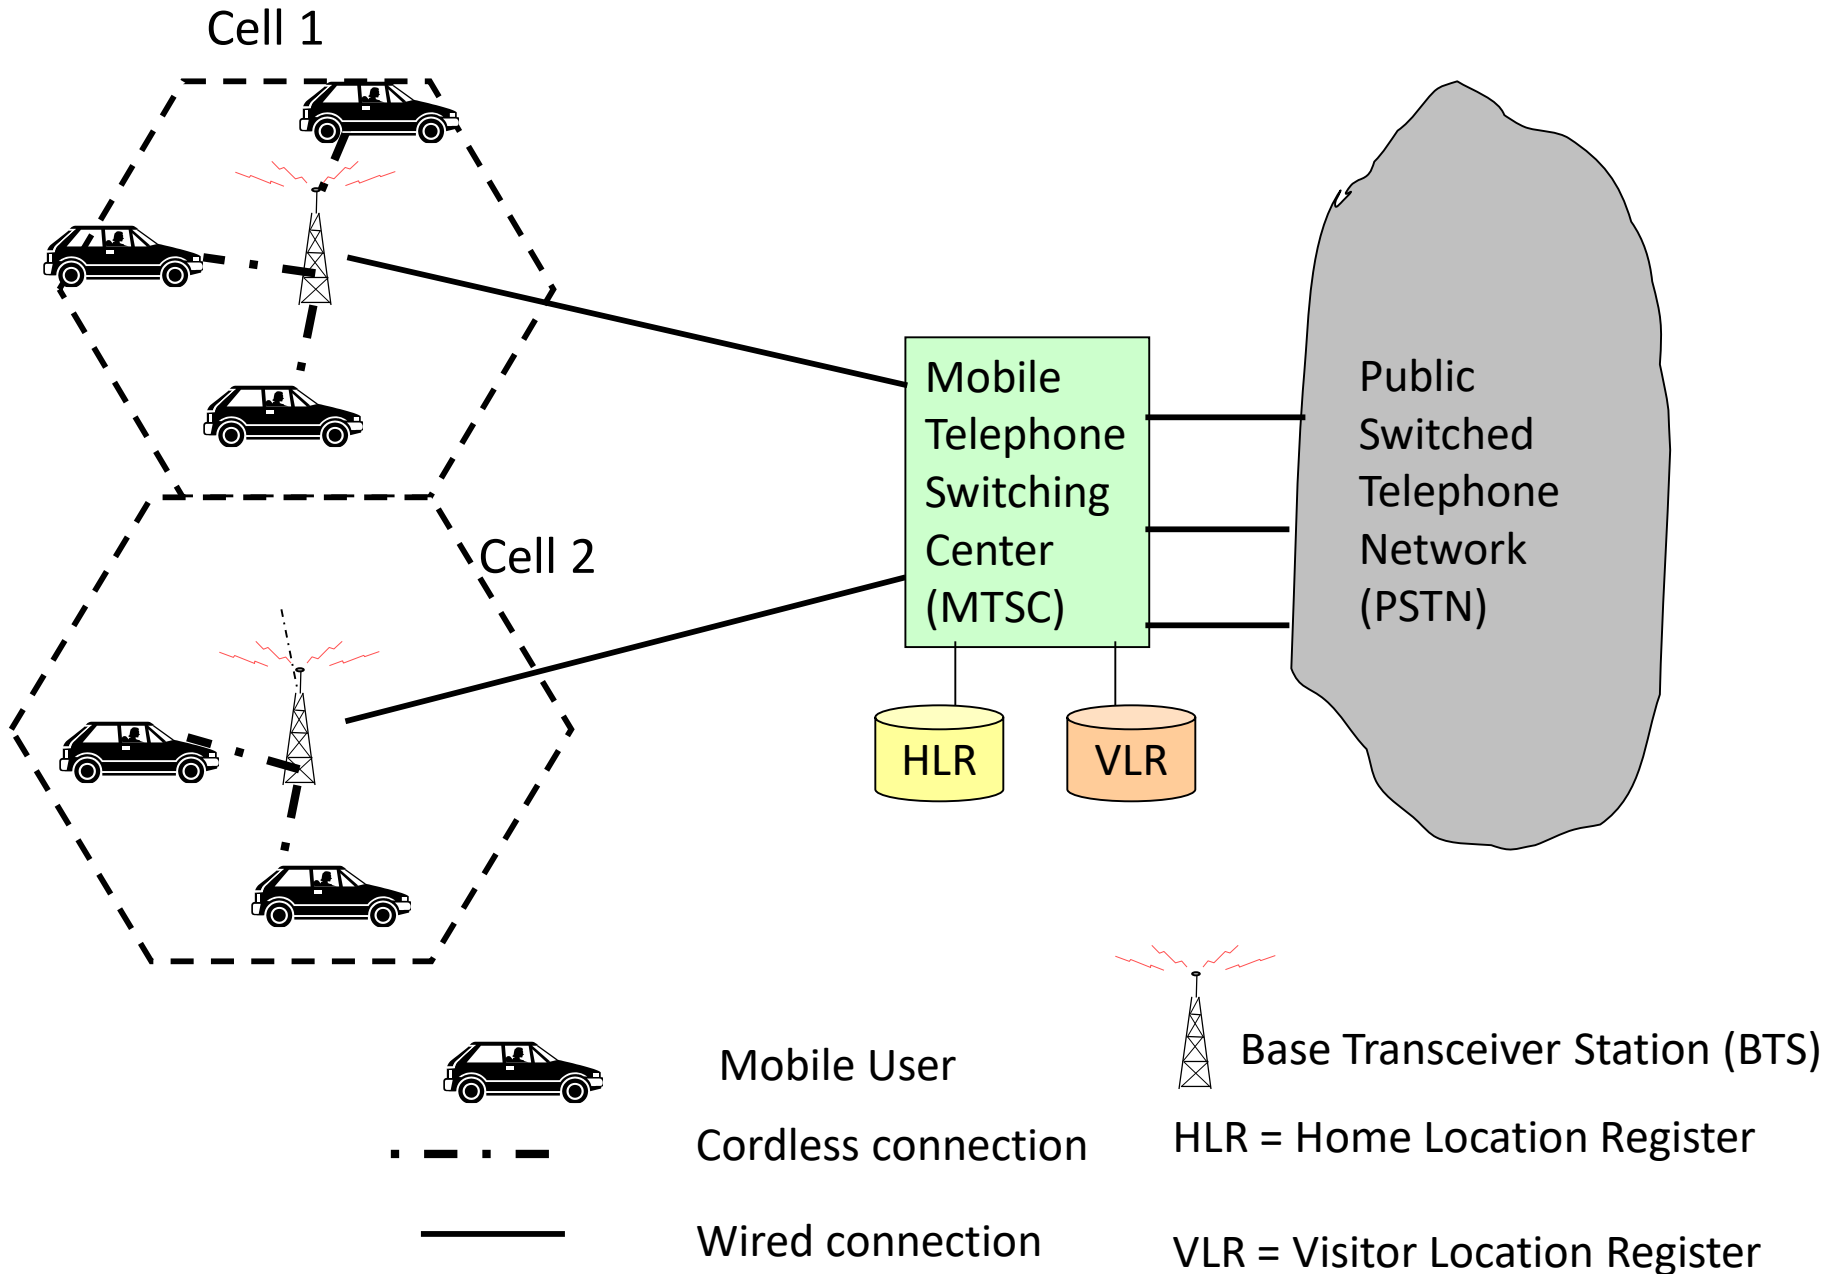 Cell 1
Mobile
Telephone
Switching
Center
(MTSC)
Public
Switched
Telephone
Network
(PSTN)
Cell 2
HLR
VLR
Mobile User
Base Transceiver Station (BTS)
Cordless connection
HLR = Home Location Register
Wired connection
VLR = Visitor Location Register